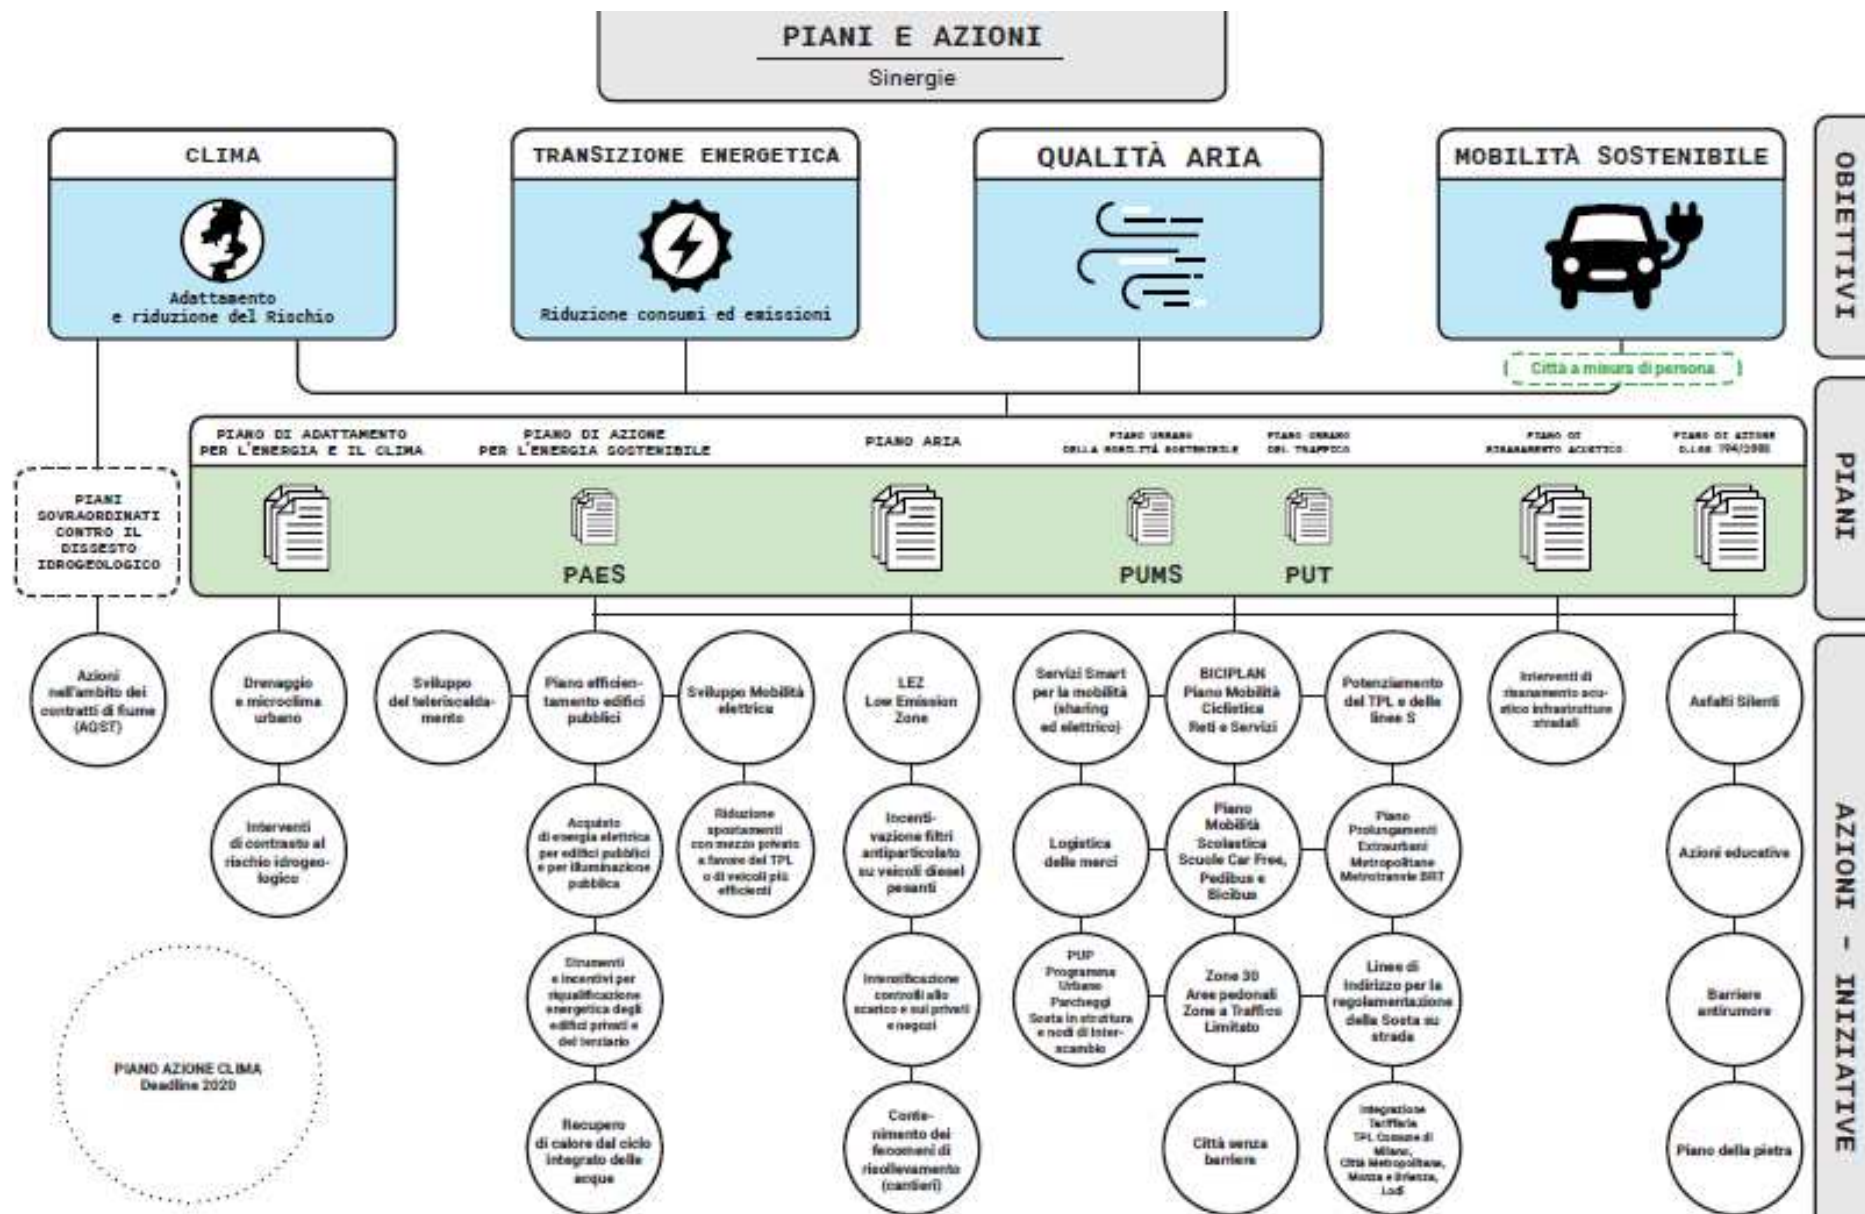 PIANI E AZIONI
Sinergie
CLIMA
Adattamento
e riduzione del Rischio
TRANSIZIONE ENERGETICA
Riduzione consumi ed emissioni
QUALITÀ ARIA
MOBILITÀ SOSTENIBILE
Città a misura di persona
OBIETTIVI
PIANI
SOVRAORDINATI
CONTRO IL
DISSESTO
IDROGEOLOGICO
PIANO DI ADATTAMENTO
PER L'ENERGIA E IL CLIMA
PIANO DI AZIONE
PER L'ENERGIA SOSTENIBILE
PAES
PIANO ARIA
PIANO URBANO
DELLA MOBILITÀ SOSTENIBILE
PUMS
PIANO URBANO
DEL TRAFFICO
PUT
PIANO DI
RISANAMENTO ACUSTICO
PIANO DI AZIONE
D.LGS
PIANI
Azioni
nell'ambito dei
contratti di fiume
(AQST)
Drenaggio
e microclima
urbano
Interventi
di contrasto al
rischio idrogeo-
logico
Sviluppo
del teleriscalda-
mento
Piano efficien-
tamento edifici
pubblici
Acquisto
di energia elettrica
per edifici pubblici
e per illuminazione
pubblica
Strumenti
e incentivi per
riqualificazione
energetica degli
edifici privati e
del terziario
Recupero
di calore dal ciclo
integrato delle
acque
Sviluppo Mobilità
elettrica
Riduzione
spostamenti
con mezzo privato
a favore del TPL
o di veicoli più
efficienti
LEZ
Low Emission
Zone
Incenti-
vazione filtri
antiparticolato
su veicoli diesel
pesanti
Intensificazione
controlli allo
scarico e sui privati
e negozi
Conte-
nimento dei
fenomeni di
risollevamento
(cantieri)
Servizi Smart
per la mobilità
(sharing
ed elettrico)
Logistica
delle merci
PUP
Programma
Urbano
Parcheggi
Sosta in struttura
e nodi di Inter-
scambio
BICIPLAN
Piano Mobilità
Ciclistica
Reti e Servizi
Piano
Mobilità
Scolastica
Scuole Car Free,
Pedibus e
Bicibus
Zone 30
Aree pedonali
Zone a Traffico
Limitato
Città senza
barriere
Potenziamento
del TPL e delle
linee S
Piano
Prolungamenti
Extraurbani
Metropolitane
Metrotranvie BRT
Linee di
Indirizzo per la
regolamentazione
della Sosta su
strada
Integrazione
Tariffaria
TPL Comune di
Milano,
Città Metropolitana,
Monza e Brianza,
Lodi
Interventi di
risanamento acu-
stico infrastrutture
stradali
Asfalti Silenti
Azioni educative
Barriere
antirumore
Piano della pietra
PIANO AZIONE CLIMA
Deadline 2020
AZIONI - INIZIATIVE